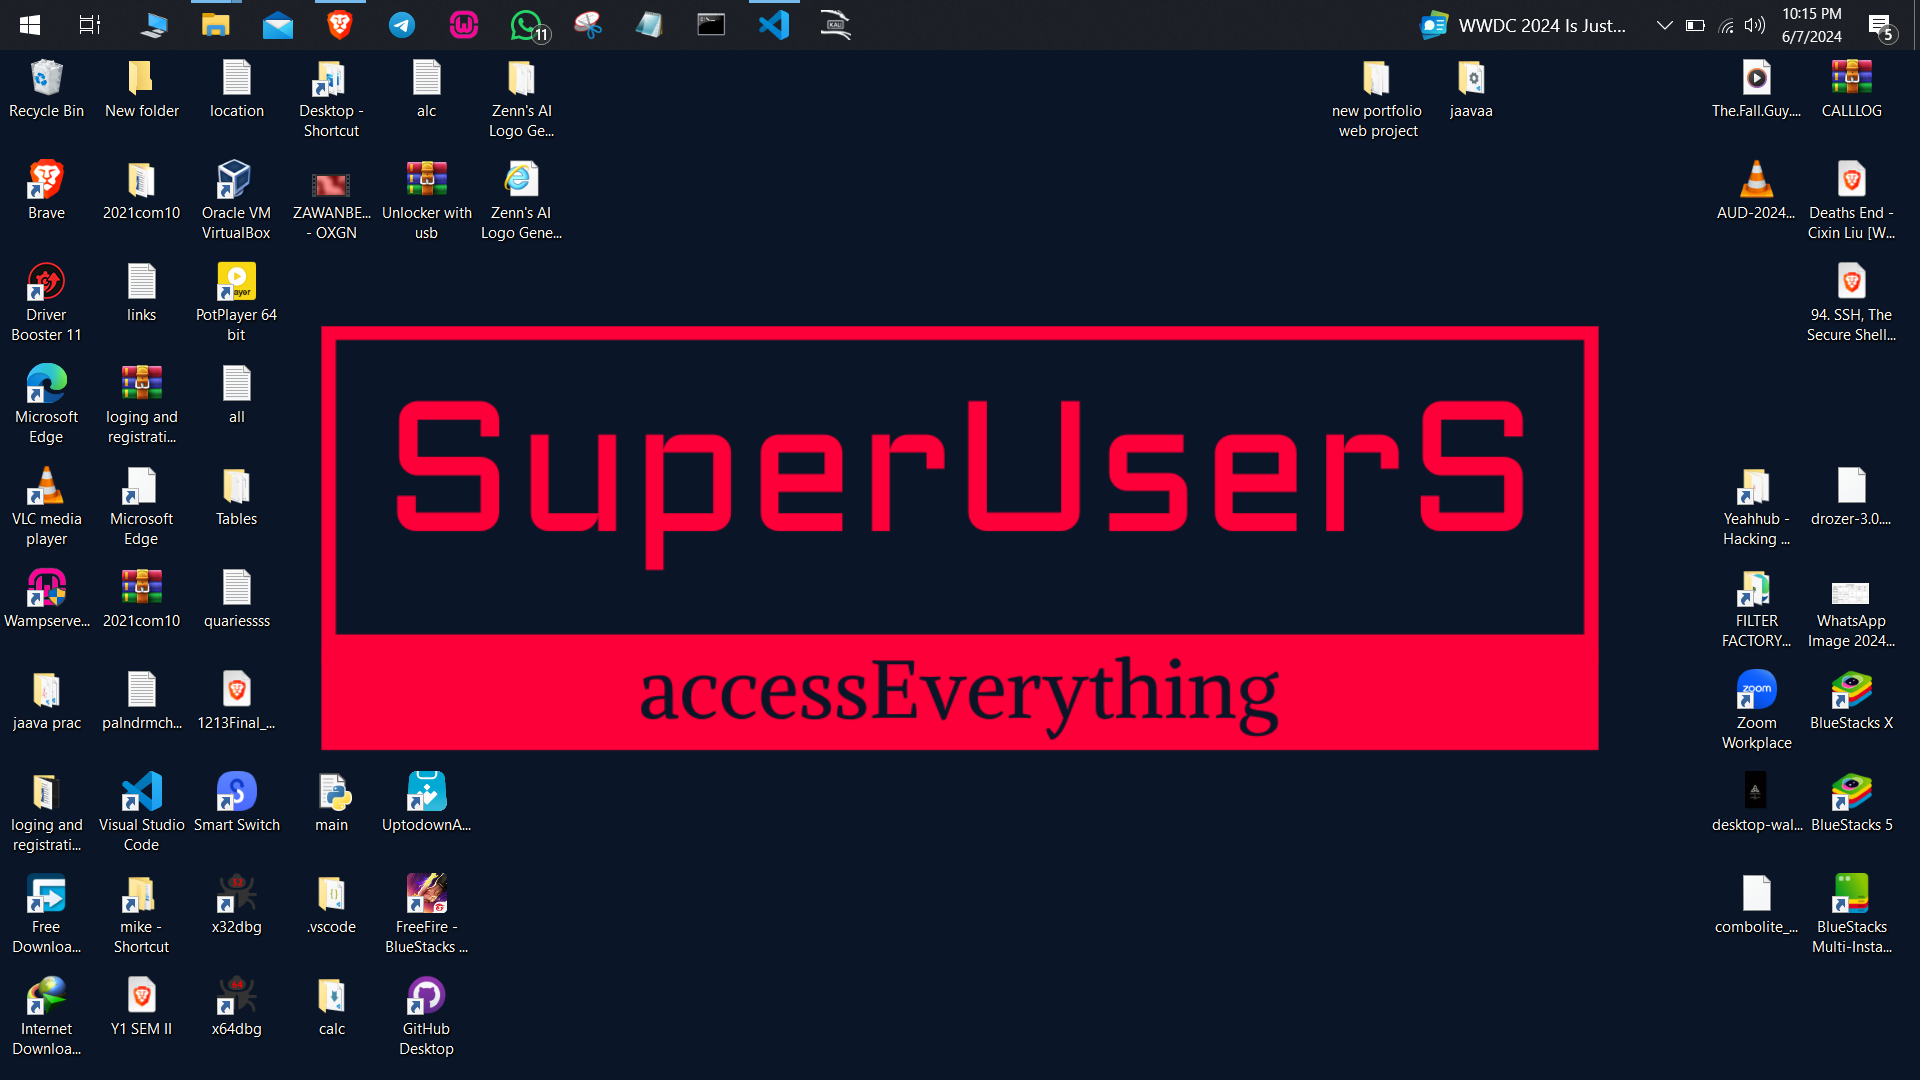 WWDC 2024 Is Just...
10:15 PM
6/7/2024
11
5
Recycle Bin
New folder
location
Desktop -
Shortcut
alc
Zenn's AI
Logo Ge...
new portfolio
web project
jaavaa
The.Fall.Guy....
CALLLOG
Brave
2021com10
Oracle VM
VirtualBox
ZAWANBE...
- OXGN
Unlocker with
usb
Zenn's AI
Logo Gene...
AUD-2024...
Deaths End -
Cixin Liu [W...
Driver
Booster 11
links
PotPlayer 64
bit
94. SSH, The
Secure Shell...
Microsoft
Edge
loging and
registrati...
all
SuperUserS
accessEverything
VLC media
player
Microsoft
Edge
Tables
Yeahhub -
Hacking ...
drozer-3.0....
Wampserve...
2021com10
quariessss
FILTER
FACTORY...
WhatsApp
Image 2024...
jaava prac
palndrmch...
1213Final_...
zoom
Zoom
Workplace
BlueStacks X
loging and
registrati...
Visual Studio
Code
Smart Switch
main
UptodownA...
desktop-wal...
BlueStacks 5
Free
Downloa...
mike -
Shortcut
32
x32dbg
.vscode
FreeFire -
BlueStacks ...
combolite_...
BlueStacks
Multi-Insta...
Internet
Downloa...
Y1 SEM II
64
x64dbg
calc
GitHub
Desktop